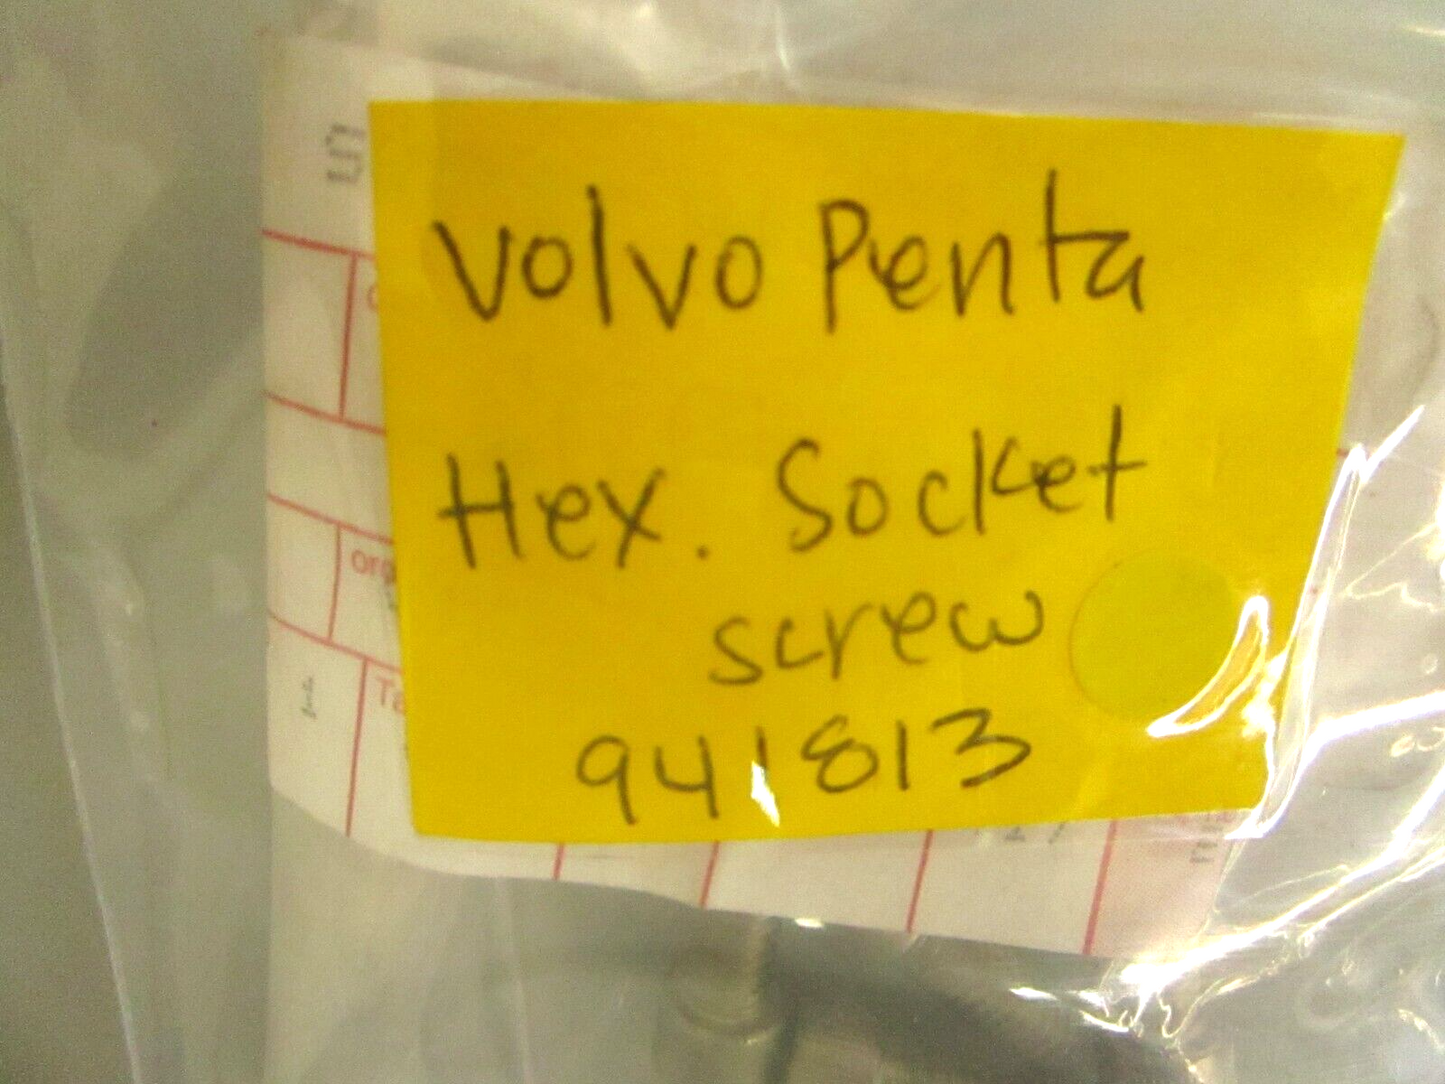 Volvo Penta
Hex. Socket
screw
941813